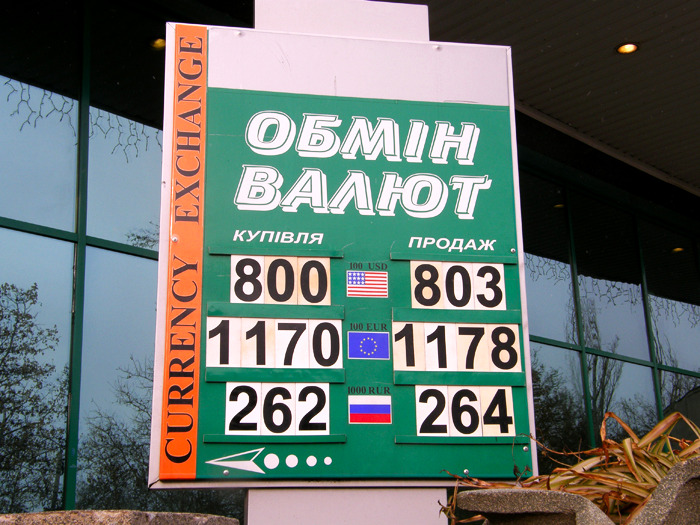 CURRENCY EXCHANGE
ОБМІН
ВАЛЮТ
КУПІВЛЯ ПРОДАЖ
100 USD
800 803
100 EUR
1170 1178
1000 RUR
262 264